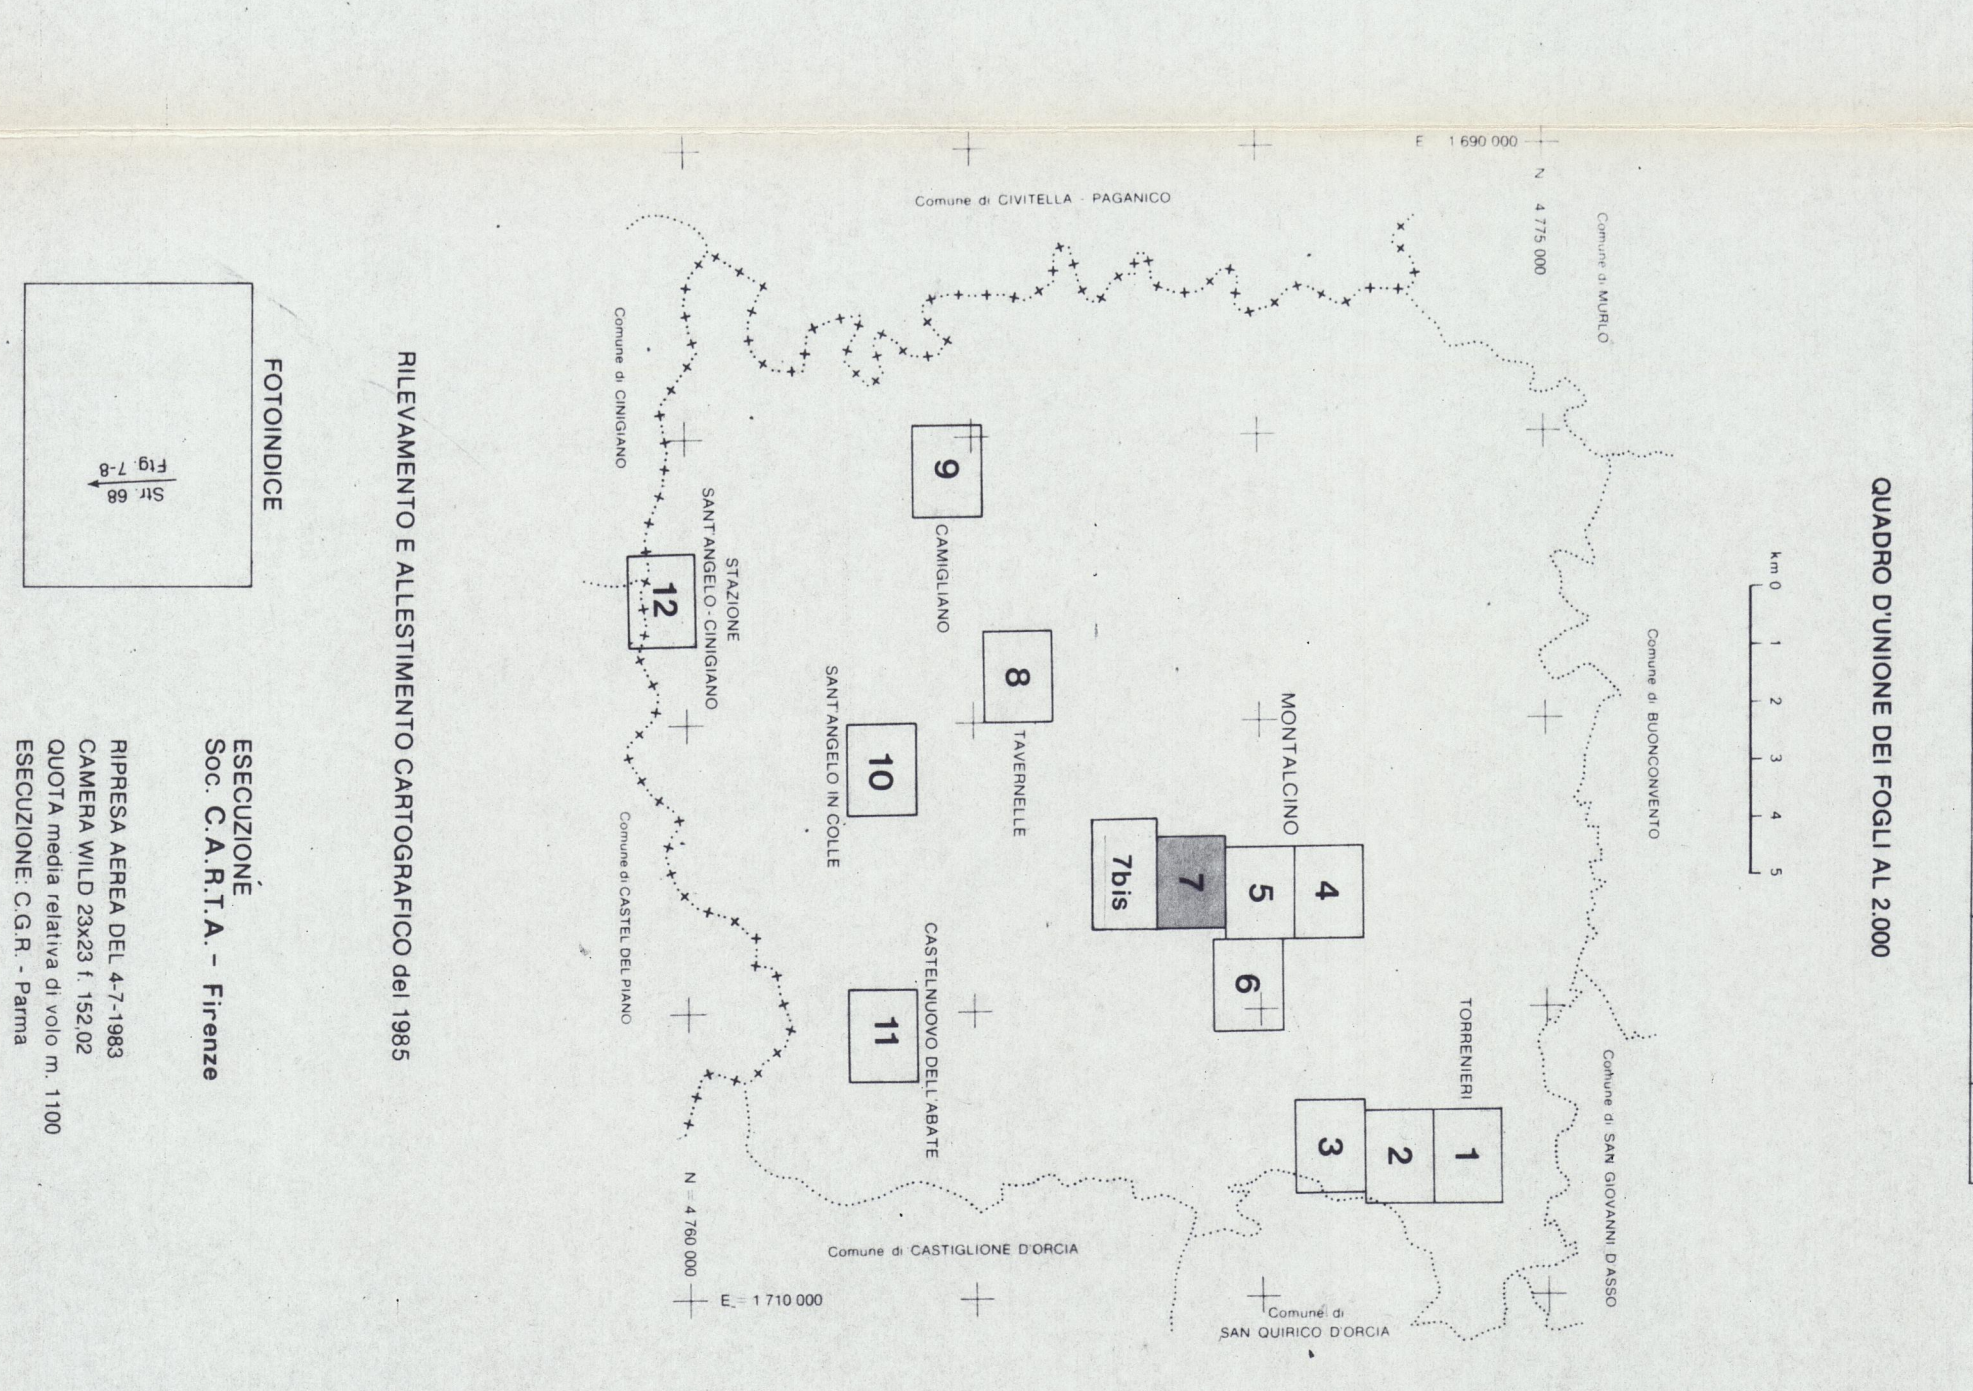 QUADRO D'UNIONE DEI FOGLI AL 2.000
km 0 1 2 3 4 5
Comune di MURLO
Comune di BUONCONVENTO
Comune di SAN GIOVANNI D'ASSO
E 1 690 000
N 4 775 000
Comune di CIVITELLA - PAGANICO
TORRENIERI
1
2
3
MONTALCINO
4
5
6
7
7bis
TAVERNELLE
8
CAMIGLIANO
9
SANT'ANGELO IN COLLE
10
CASTELNUOVO DELL'ABATE
11
STAZIONE
SANT'ANGELO - CINIGIANO
12
Comune di
SAN QUIRICO D'ORCIA
Comune di CASTIGLIONE D'ORCIA
N = 4 760 000
E = 1 710 000
Comune di CINIGIANO
Comune di CASTEL DEL PIANO
RILEVAMENTO E ALLESTIMENTO CARTOGRAFICO del 1985
FOTOINDICE
Str. 68
Ftg. 7-8
ESECUZIONE
Soc. C.A.R.T.A. - Firenze
RIPRESA AEREA DEL 4-7-1983
CAMERA WILD 23x23 f. 152,02
QUOTA media relativa di volo m. 1100
ESECUZIONE: C.G.R. - Parma